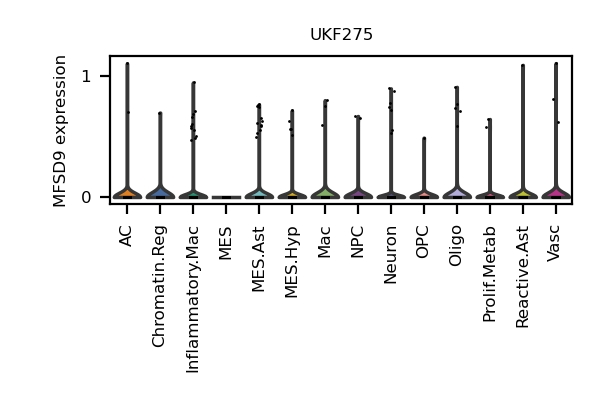 UKF275
MFSD9 expression
1
0
AC
Chromatin.Reg
Inflammatory.Mac
MES
MES.Ast
MES.Hyp
Mac
NPC
Neuron
OPC
Oligo
Prolif.Metab
Reactive.Ast
Vasc